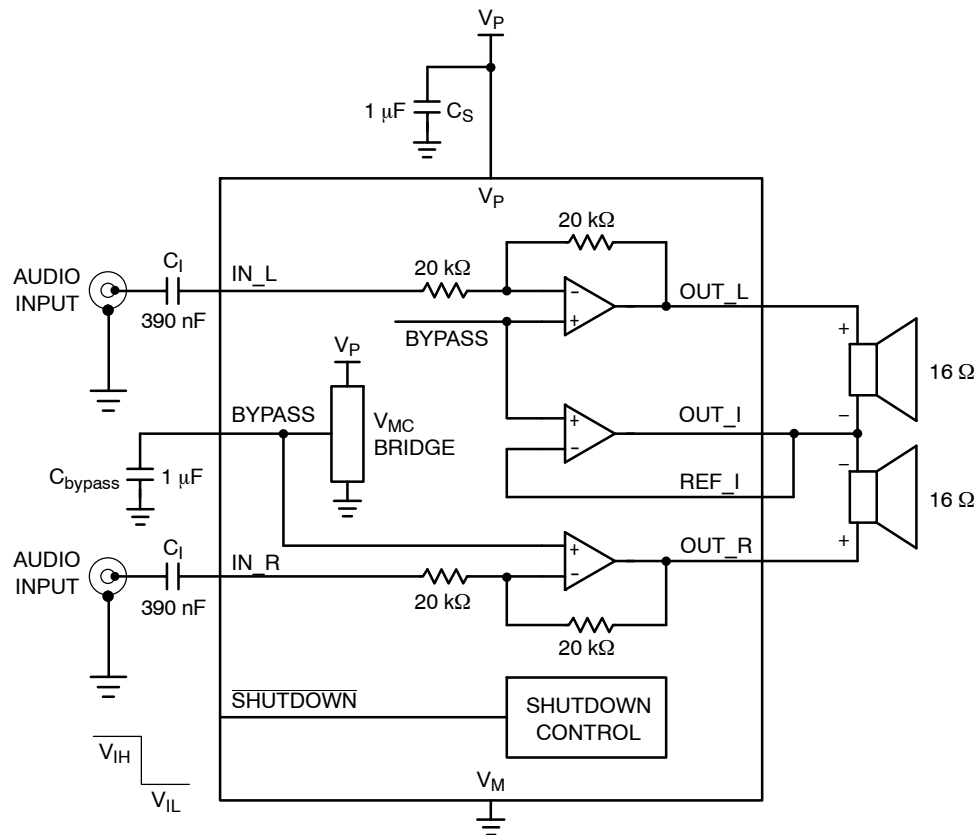 V_P
1 μF C_S
V_P
20 kΩ
AUDIO
INPUT
C_I
390 nF
IN_L
20 kΩ
−
+
OUT_L
BYPASS
+
16 Ω
−
V_P
BYPASS
V_MC
BRIDGE
+
−
OUT_I
C_bypass 1 μF
REF_I
−
16 Ω
+
AUDIO
INPUT
C_I
390 nF
IN_R
20 kΩ
+
−
OUT_R
20 kΩ
SHUTDOWN
SHUTDOWN
CONTROL
V_IH
V_IL
V_M